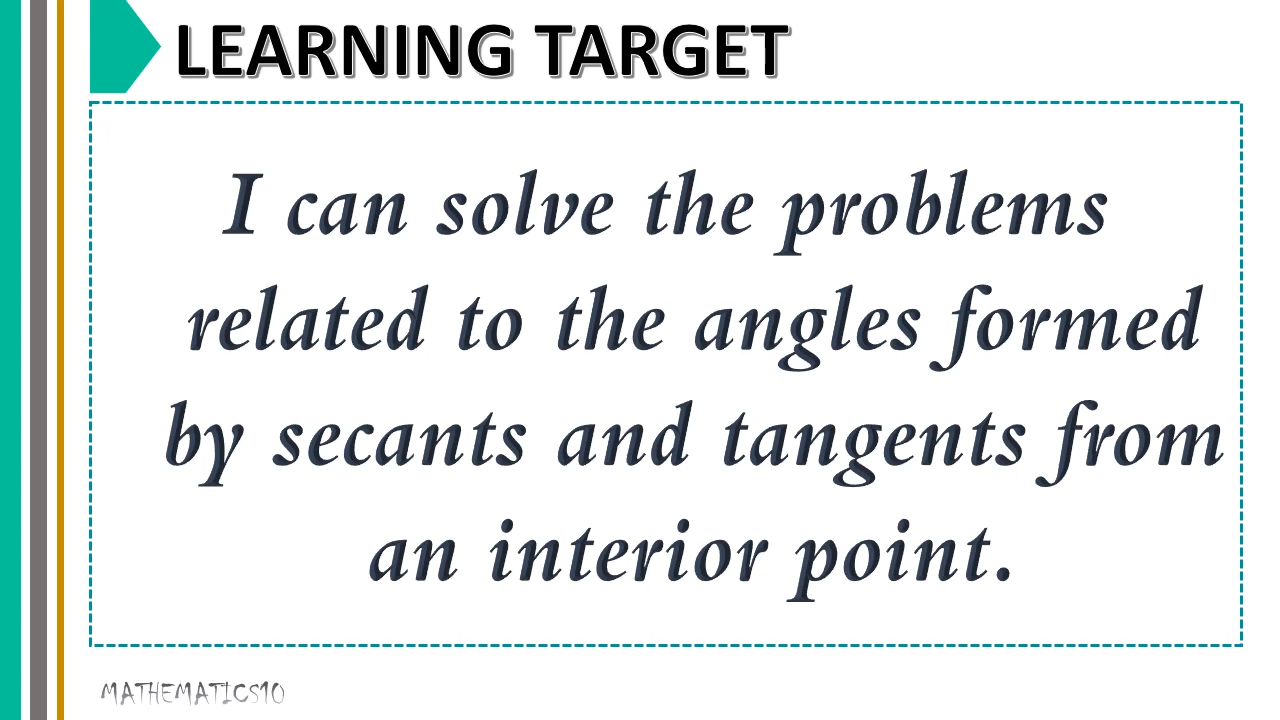 LEARNING TARGET
I can solve the problems
related to the angles formed
by secants and tangents from
an interior point.
MATHEMATICS10